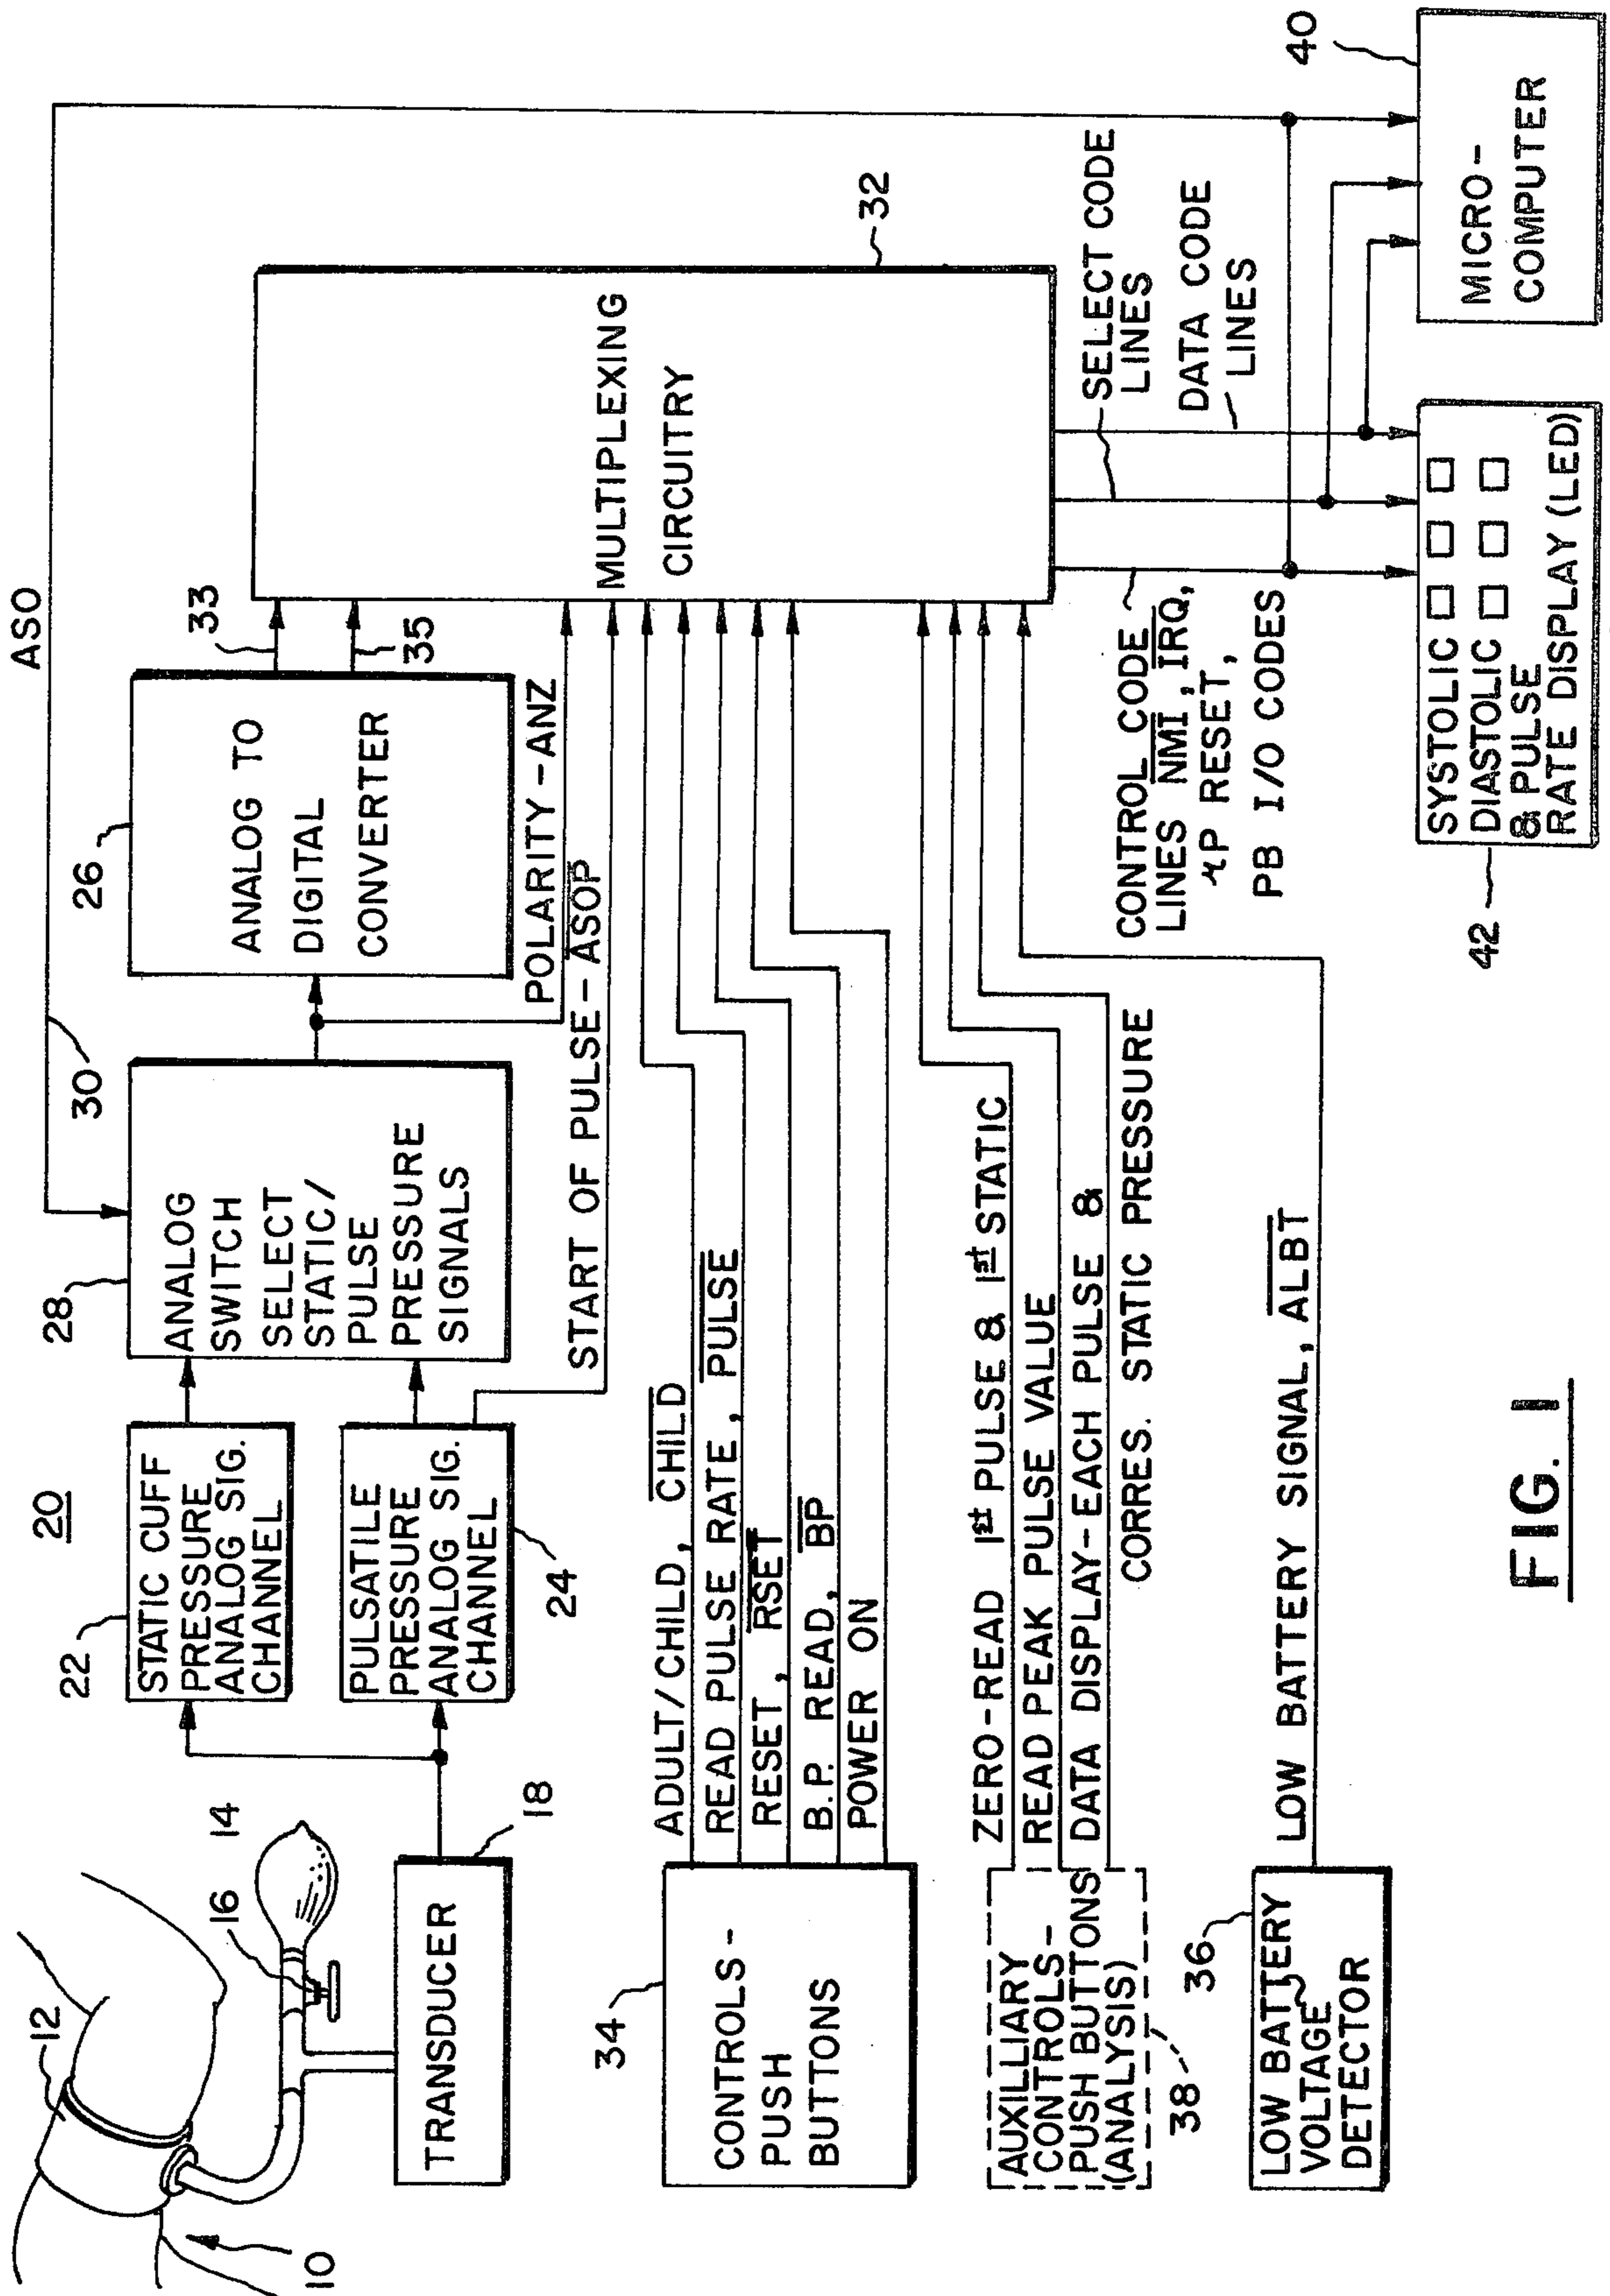 ASO
20
22
STATIC CUFF
PRESSURE
ANALOG SIG.
CHANNEL
28
30
ANALOG
SWITCH
SELECT
STATIC/
PULSE
PRESSURE
SIGNALS
26
ANALOG TO
DIGITAL
CONVERTER
33
35
12
14
16
10
18
TRANSDUCER
PULSATILE
PRESSURE
ANALOG SIG.
CHANNEL
24
POLARITY-ANZ
START OF PULSE-ASOP
MULTIPLEXING
CIRCUITRY
32
34
CONTROLS-
PUSH
BUTTONS
ADULT/CHILD, CHILD
READ PULSE RATE, PULSE
RESET, RSET
B.P. READ, BP
POWER ON
AUXILLIARY
CONTROLS-
PUSH BUTTONS
(ANALYSIS)
38
ZERO-READ 1st PULSE & 1st STATIC
READ PEAK PULSE VALUE
DATA DISPLAY-EACH PULSE &
CORRES. STATIC PRESSURE
36
LOW BATTERY
VOLTAGE
DETECTOR
LOW BATTERY SIGNAL, ALBT
CONTROL CODE
LINES NMI, IRQ,
μP RESET,
PB I/O CODES
SELECT CODE
LINES
DATA CODE
LINES
42
SYSTOLIC
DIASTOLIC
& PULSE
RATE DISPLAY (LED)
40
MICRO-
COMPUTER
FIG. 1